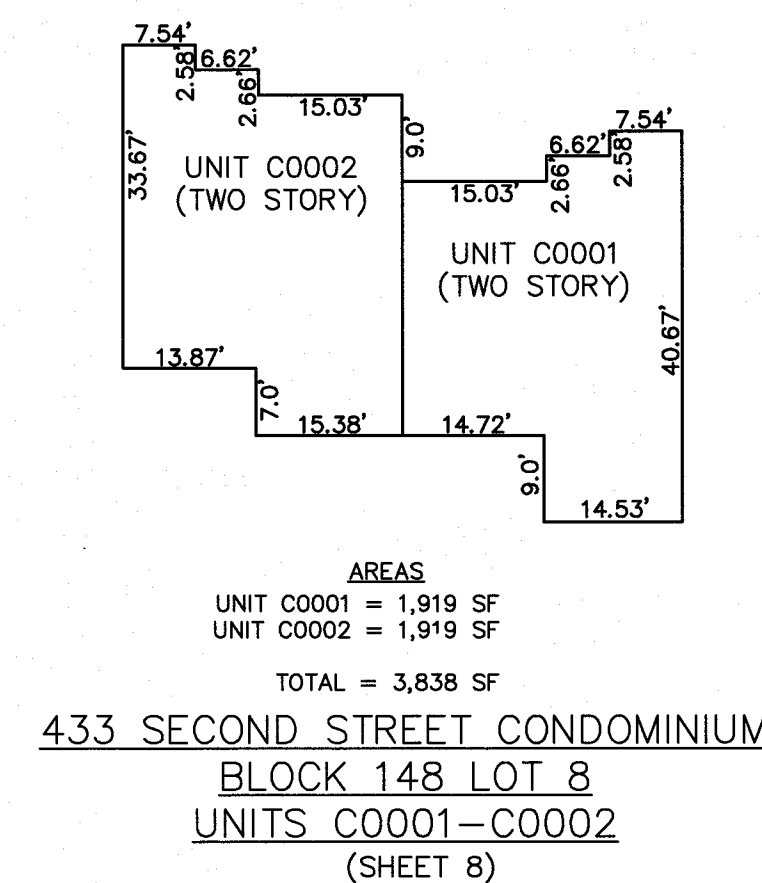 7.54'
2.58'
6.62'
2.66'
15.03'
9.0'
33.67'
UNIT C0002
(TWO STORY)
7.54'
6.62'
2.58'
2.66'
15.03'
UNIT C0001
(TWO STORY)
40.67'
13.87'
7.0'
15.38'
14.72'
9.0'
14.53'
AREAS
UNIT C0001 = 1,919 SF
UNIT C0002 = 1,919 SF
TOTAL = 3,838 SF
433 SECOND STREET CONDOMINIUM
BLOCK 148 LOT 8
UNITS C0001-C0002
(SHEET 8)